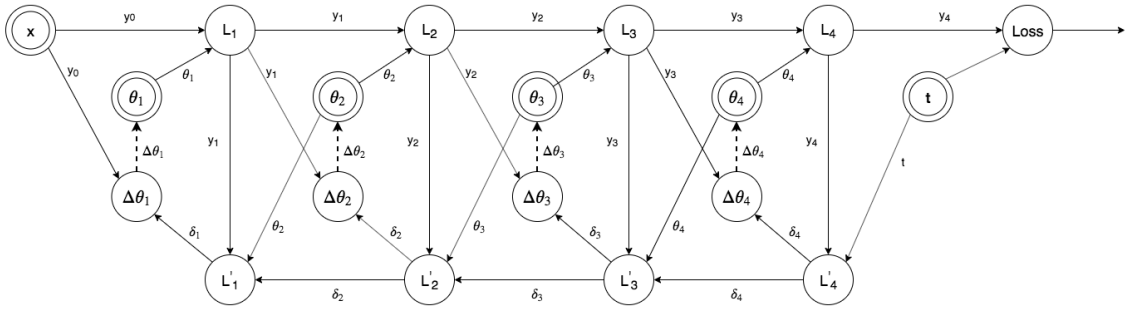 y₀ y₁ y₂ y₃ y₄
x L₁ L₂ L₃ L₄ Loss
y₀ θ₁ y₁ θ₂ y₂ θ₃ y₃ θ₄
θ₁ θ₂ θ₃ θ₄ t
y₁ Δθ₁ y₂ Δθ₂ y₃ Δθ₃ y₄ Δθ₄ t
Δθ₁ Δθ₂ Δθ₃ Δθ₄
δ₁ θ₂ δ₂ θ₃ δ₃ θ₄ δ₄
L'₁ L'₂ L'₃ L'₄
δ₂ δ₃ δ₄